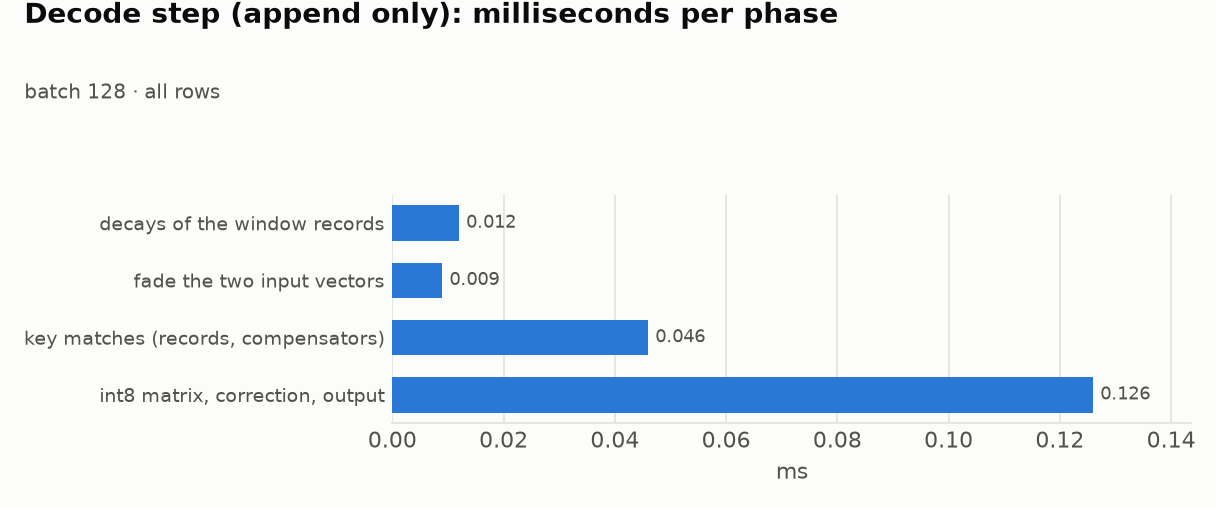 Decode step (append only): milliseconds per phase
batch 128 · all rows
decays of the window records 0.012
fade the two input vectors 0.009
key matches (records, compensators) 0.046
int8 matrix, correction, output 0.126
0.00 0.02 0.04 0.06 0.08 0.10 0.12 0.14
ms